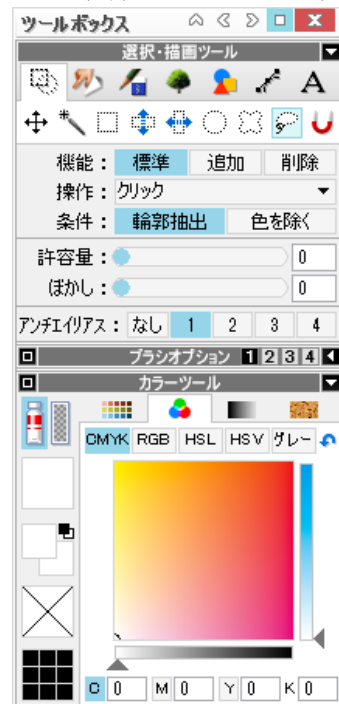 ツールボックス
選択・描画ツール
A
機能： 標準 追加 削除
操作： クリック
条件： 輪郭抽出 色を除く
許容量： 0
ぼかし： 0
アンチエイリアス： なし 1 2 3 4
ブラシオプション 1 2 3 4
カラーツール
CMYK RGB HSL HSV グレー
C 0 M 0 Y 0 K 0